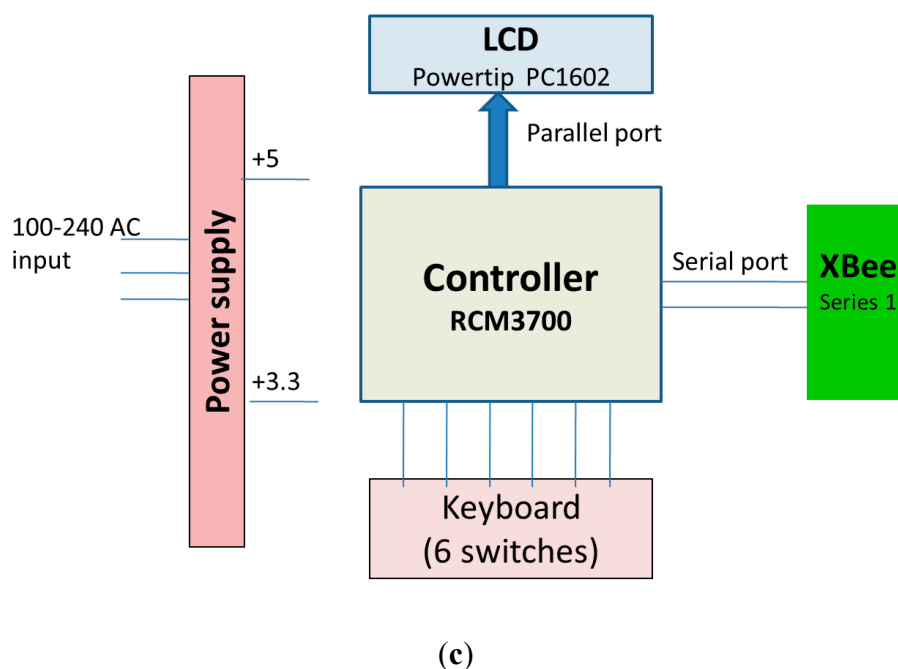 LCD
Powertip PC1602
Parallel port
+5
100-240 AC
input
Power supply
+3.3
Controller
RCM3700
Serial port
XBee
Series 1
Keyboard
(6 switches)
(c)